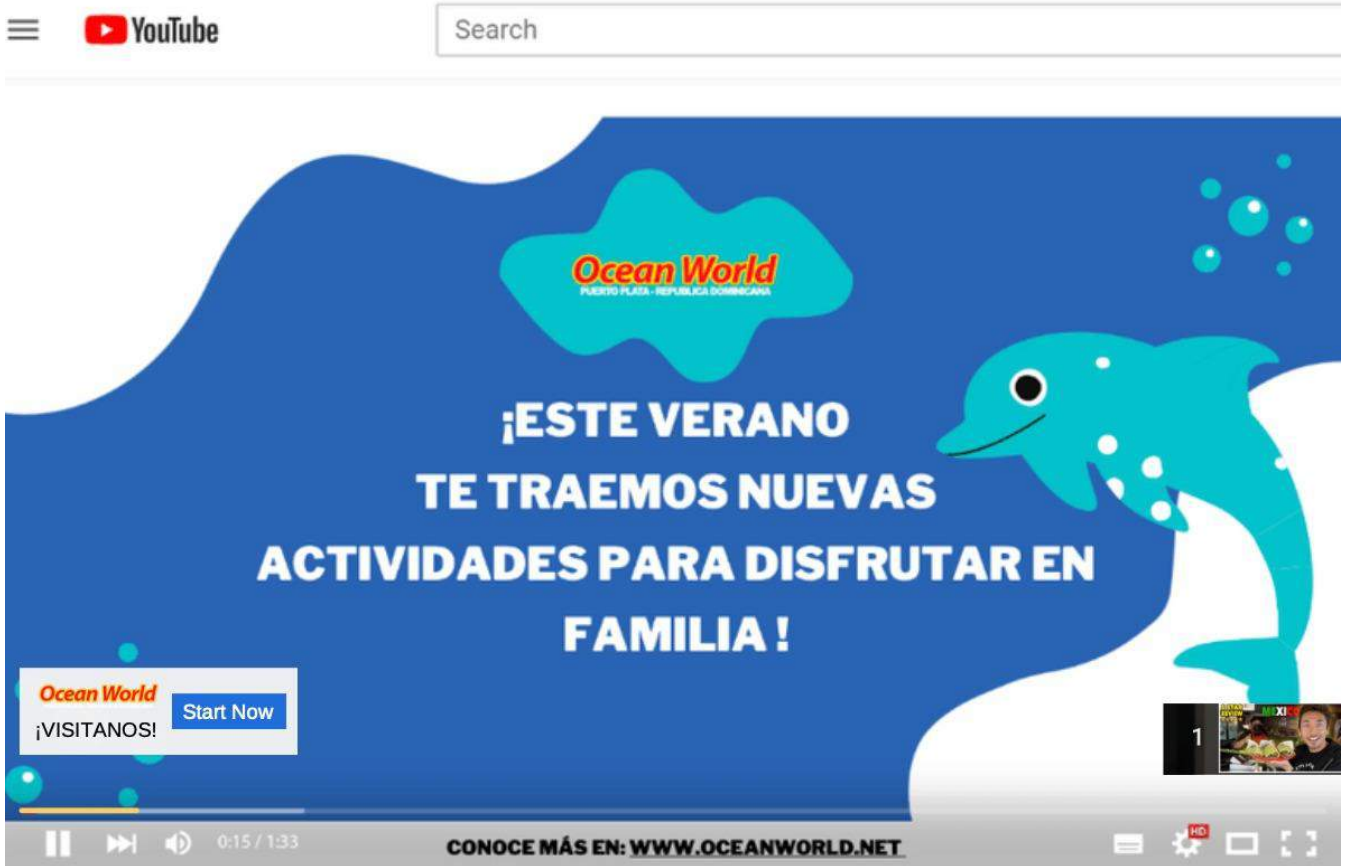 YouTube
Search
Ocean World
PUERTO PLATA - REPUBLICA DOMINICANA
¡ESTE VERANO
TE TRAEMOS NUEVAS
ACTIVIDADES PARA DISFRUTAR EN
FAMILIA !
Ocean World
¡VISITANOS!
Start Now
1
REVIEW
MEXICO
0:15 / 1:33
CONOCE MÁS EN: WWW.OCEANWORLD.NET
HD